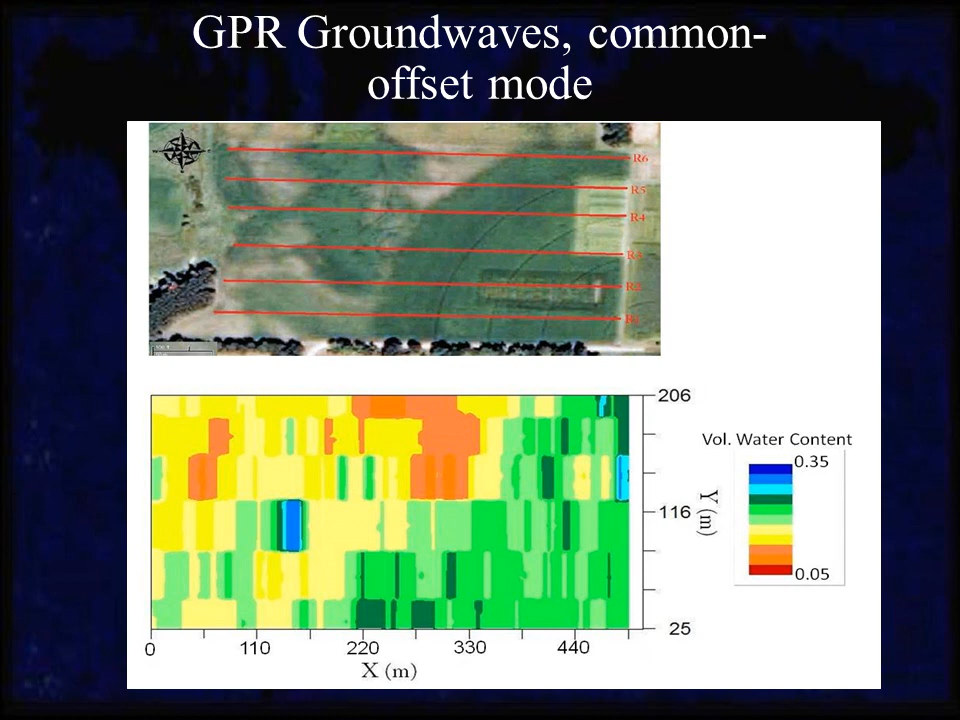 GPR Groundwaves, common-
offset mode
R6
R5
R4
R3
R2
206
Vol. Water Content
0.35
116
Y (m)
0.05
25
0
110
220
330
440
X (m)